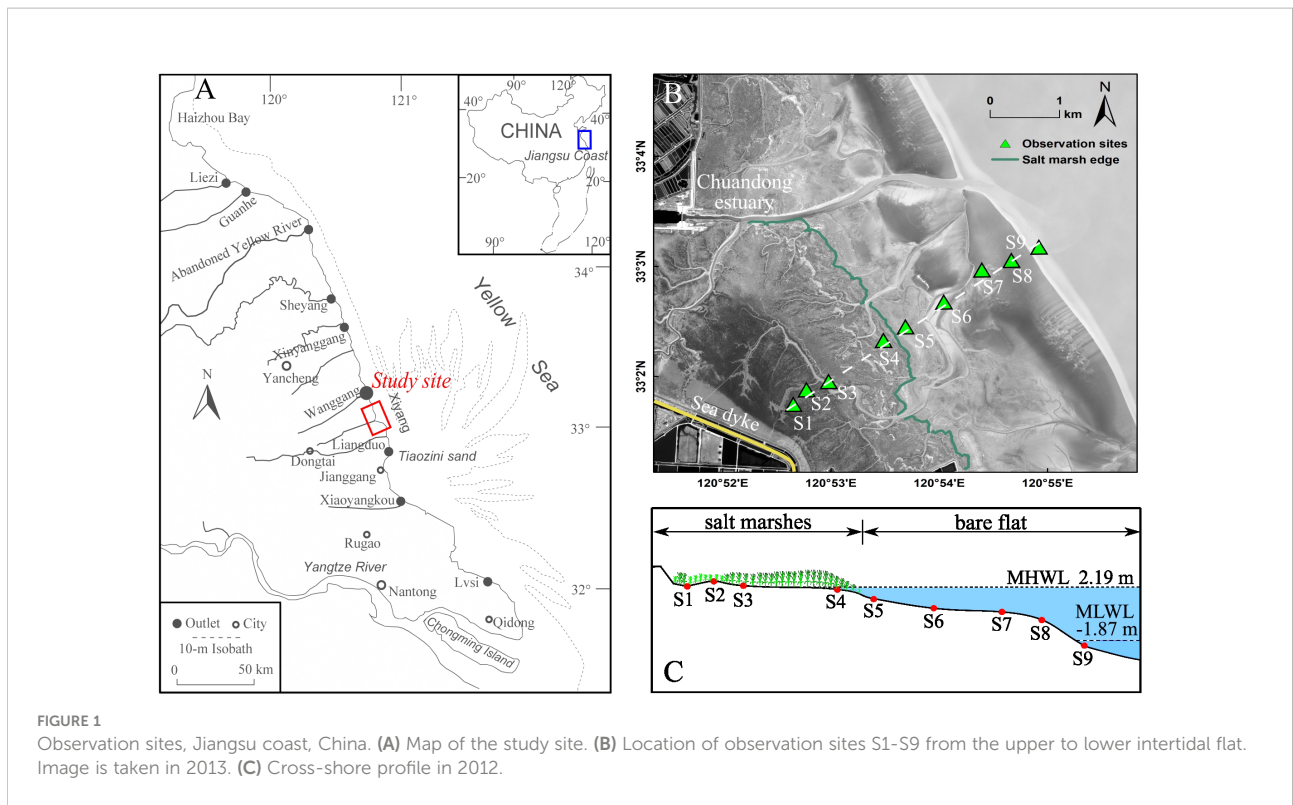 A
120°
121°
Haizhou Bay
Liezi
Guanhe
Abandoned Yellow River
Sheyang
Xinyanggang
Yancheng
Wanggang
Study site
Xiyang
Liangduo
Dongtai
Tiaozini sand
Jianggang
Xiaoyangkou
Rugao
Yangtze River
Nantong
Lvsi
Qidong
Chongming Island
Yellow
Sea
34°
33°
32°
N
90°
120°
40°
40°
CHINA
Jiangsu Coast
20°
20°
90°
120°
Outlet
City
10-m Isobath
0
50 km
B
N
0
1
km
Observation sites
Salt marsh edge
Chuandong
estuary
S9
S8
S7
S6
S5
S4
S3
S2
S1
Sea dyke
33°4'N
33°3'N
33°2'N
120°52'E
120°53'E
120°54'E
120°55'E
salt marshes
bare flat
MHWL 2.19 m
MLWL
-1.87 m
S1
S2
S3
S4
S5
S6
S7
S8
S9
C
FIGURE 1
Observation sites, Jiangsu coast, China. (A) Map of the study site. (B) Location of observation sites S1-S9 from the upper to lower intertidal flat.
Image is taken in 2013. (C) Cross-shore profile in 2012.